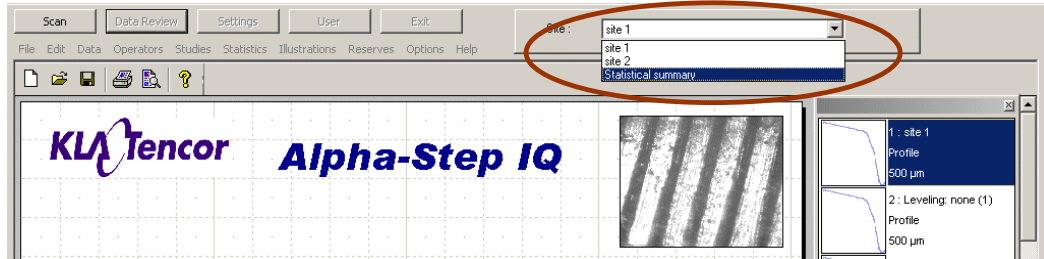 Scan Data Review Settings User Exit
Site : site 1
File Edit Data Operators Studies Statistics Illustrations Reserves Options Help
site 1
site 2
Statistical summary
KLA Tencor
Alpha-Step IQ
1 : site 1
Profile
500 µm
2 : Leveling: none (1)
Profile
500 µm